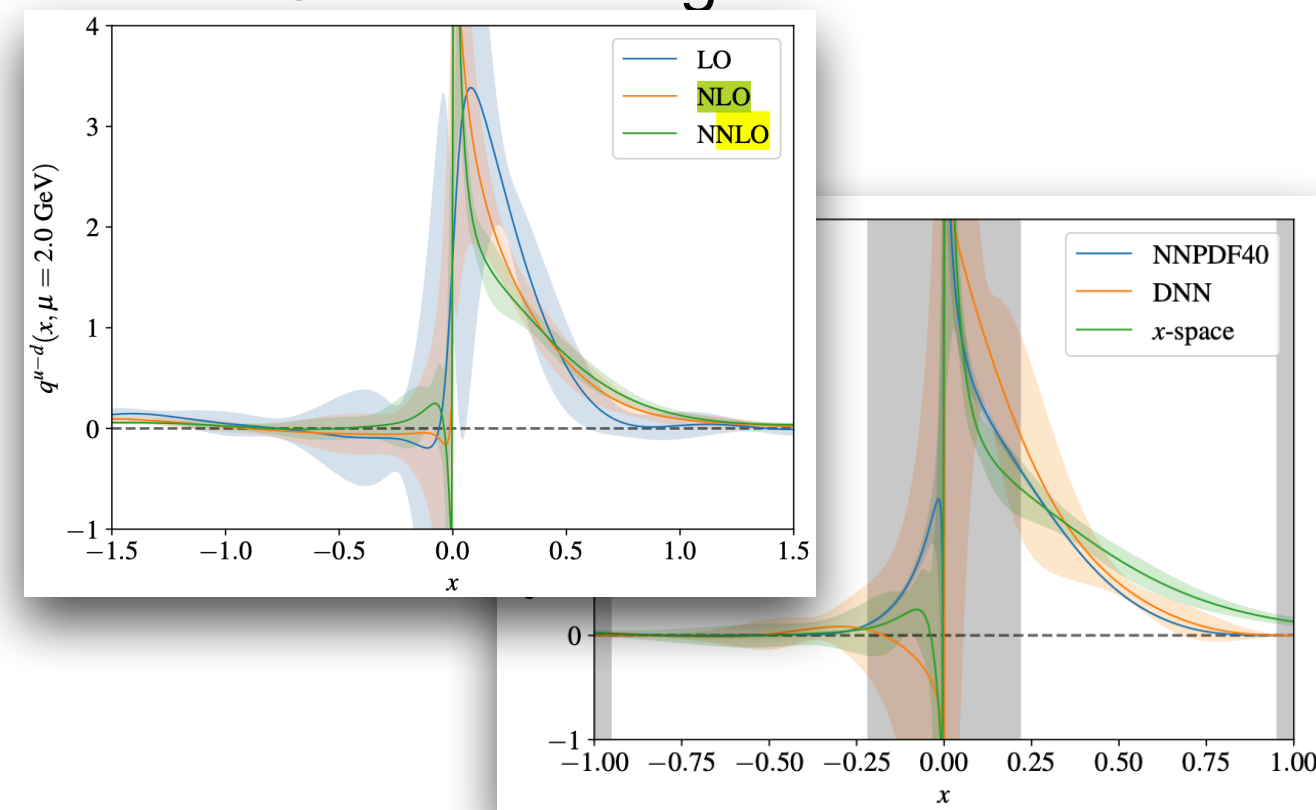 g
4
3
2
1
0
−1
q^{u−d}(x, μ = 2.0 GeV)
LO
NLO
NNLO
−1.5 −1.0 −0.5 0.0 0.5 1.0 1.5
x
NNPDF40
DNN
x-space
0
−1
−1.00 −0.75 −0.50 −0.25 0.00 0.25 0.50 0.75 1.00
x